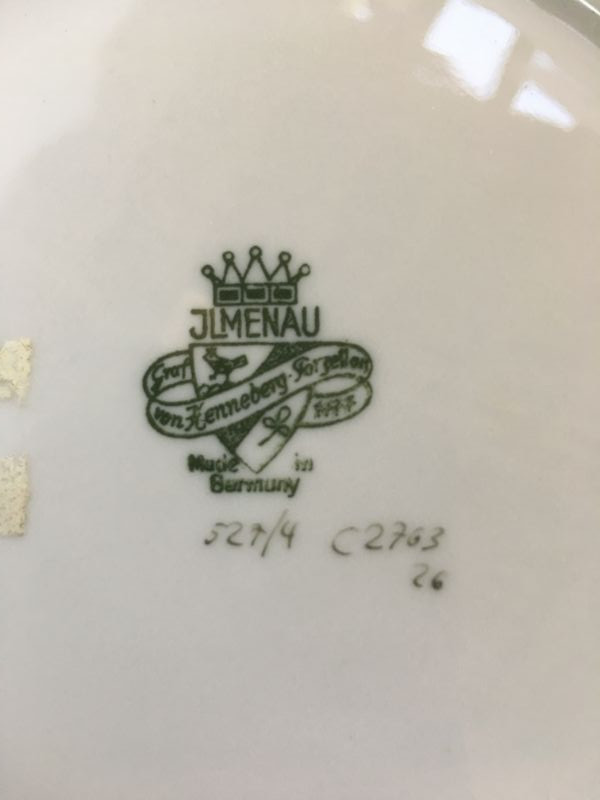 JLMENAU
Graf
von Henneberg-Porzellan
1777
Made in
Germany
527/4 C2763
26